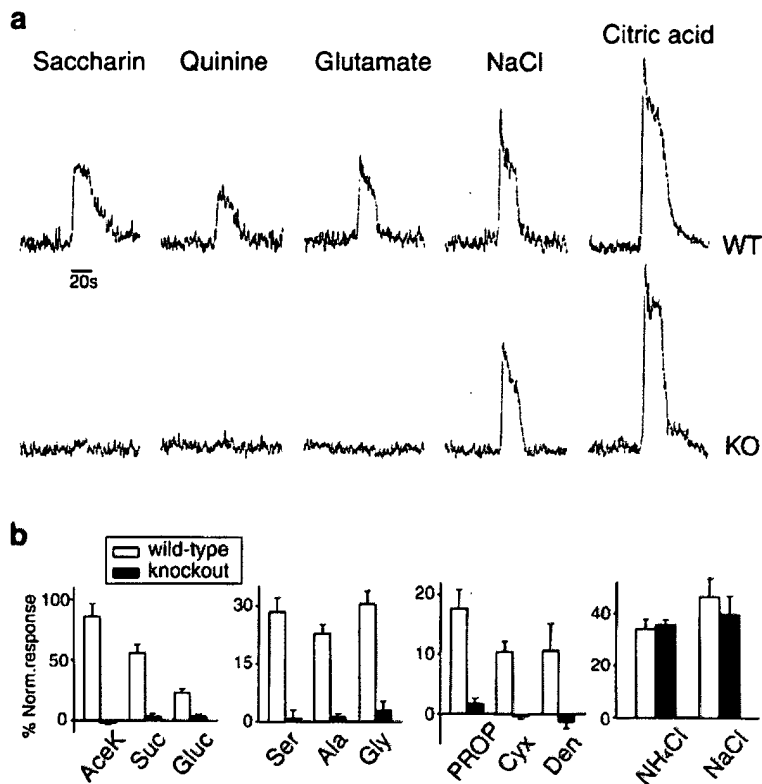 a
Saccharin Quinine Glutamate NaCl Citric acid
WT
20s
KO
b
wild-type
knockout
% Norm.response
100
50
0
AceK Suc Gluc
30
15
0
Ser Ala Gly
20
10
0
PROP Cyx Den
40
20
0
NH₄Cl NaCl